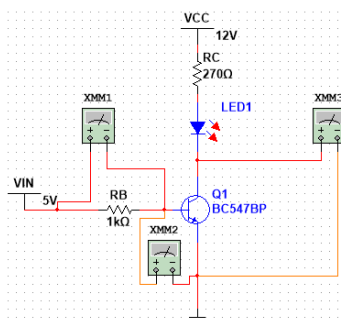 VCC
12V
RC
270Ω
LED1
XMM1
XMM3
VIN
5V
RB
1kΩ
Q1
BC547BP
XMM2